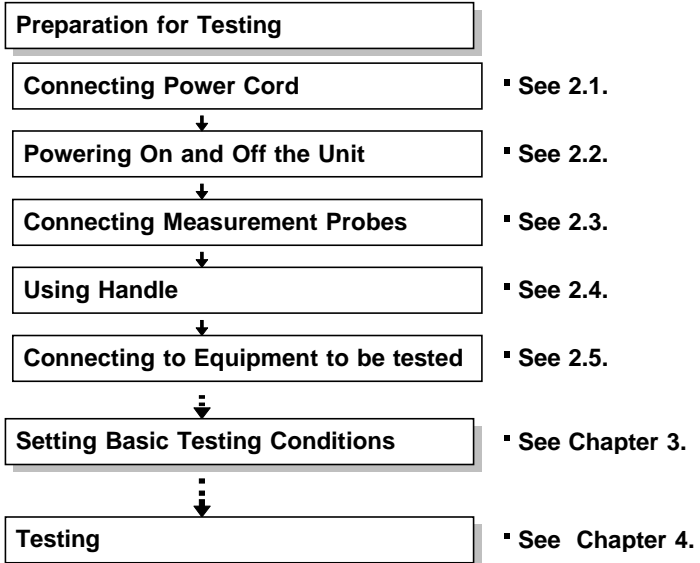 Preparation for Testing
Connecting Power Cord ▪ See 2.1.
Powering On and Off the Unit ▪ See 2.2.
Connecting Measurement Probes ▪ See 2.3.
Using Handle ▪ See 2.4.
Connecting to Equipment to be tested ▪ See 2.5.
Setting Basic Testing Conditions ▪ See Chapter 3.
Testing ▪ See Chapter 4.